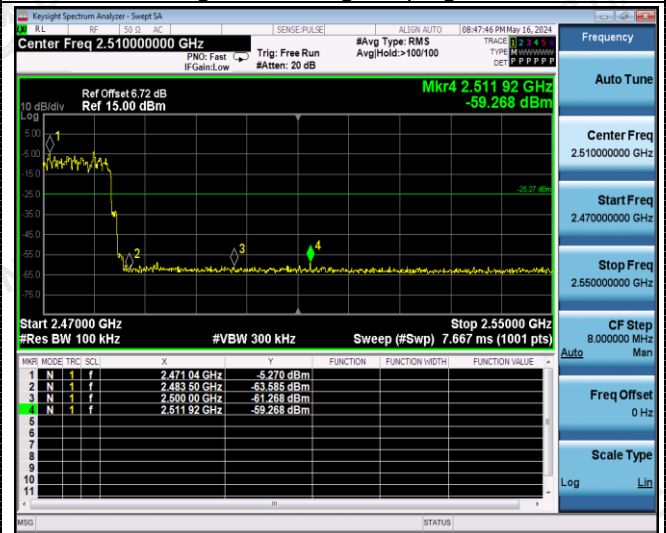 Keysight Spectrum Analyzer - Swept SA
RL RF 50 Ω AC SENSE:PULSE ALIGN AUTO 08:47:46 PM May 16, 2024
Center Freq 2.510000000 GHz
PNO: Fast
IFGain:Low
Trig: Free Run
#Atten: 20 dB
#Avg Type: RMS
Avg|Hold:>100/100
TRACE 1 2 3 4 5 6
TYPE M WWWWW
DET P P P P P P
Frequency
Auto Tune
Center Freq
2.510000000 GHz
Start Freq
2.470000000 GHz
Stop Freq
2.550000000 GHz
CF Step
8.000000 MHz
Auto Man
Freq Offset
0 Hz
Scale Type
Log Lin
Mkr4 2.511 92 GHz
-59.268 dBm
Ref Offset 6.72 dB
10 dB/div Ref 15.00 dBm
Log
5.00
-5.00
-15.0
-25.0
-35.0
-45.0
-55.0
-65.0
-75.0
1
2
3
4
-25.27 dBm
Start 2.47000 GHz Stop 2.55000 GHz
#Res BW 100 kHz #VBW 300 kHz Sweep (#Swp) 7.667 ms (1001 pts)
MKR MODE TRC SCL X Y FUNCTION FUNCTION WIDTH FUNCTION VALUE
1 N 1 f 2.471 04 GHz -5.270 dBm
2 N 1 f 2.483 50 GHz -63.585 dBm
3 N 1 f 2.500 00 GHz -61.268 dBm
4 N 1 f 2.511 92 GHz -59.268 dBm
5
6
7
8
9
10
11
MSG STATUS